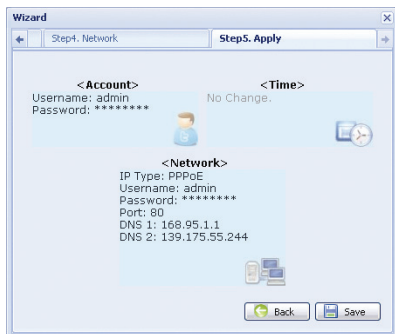 Wizard
Step4. Network
Step5. Apply
<Account>
Username: admin
Password: ********
<Time>
No Change.
<Network>
IP Type: PPPoE
Username: admin
Password: ********
Port: 80
DNS 1: 168.95.1.1
DNS 2: 139.175.55.244
Back
Save